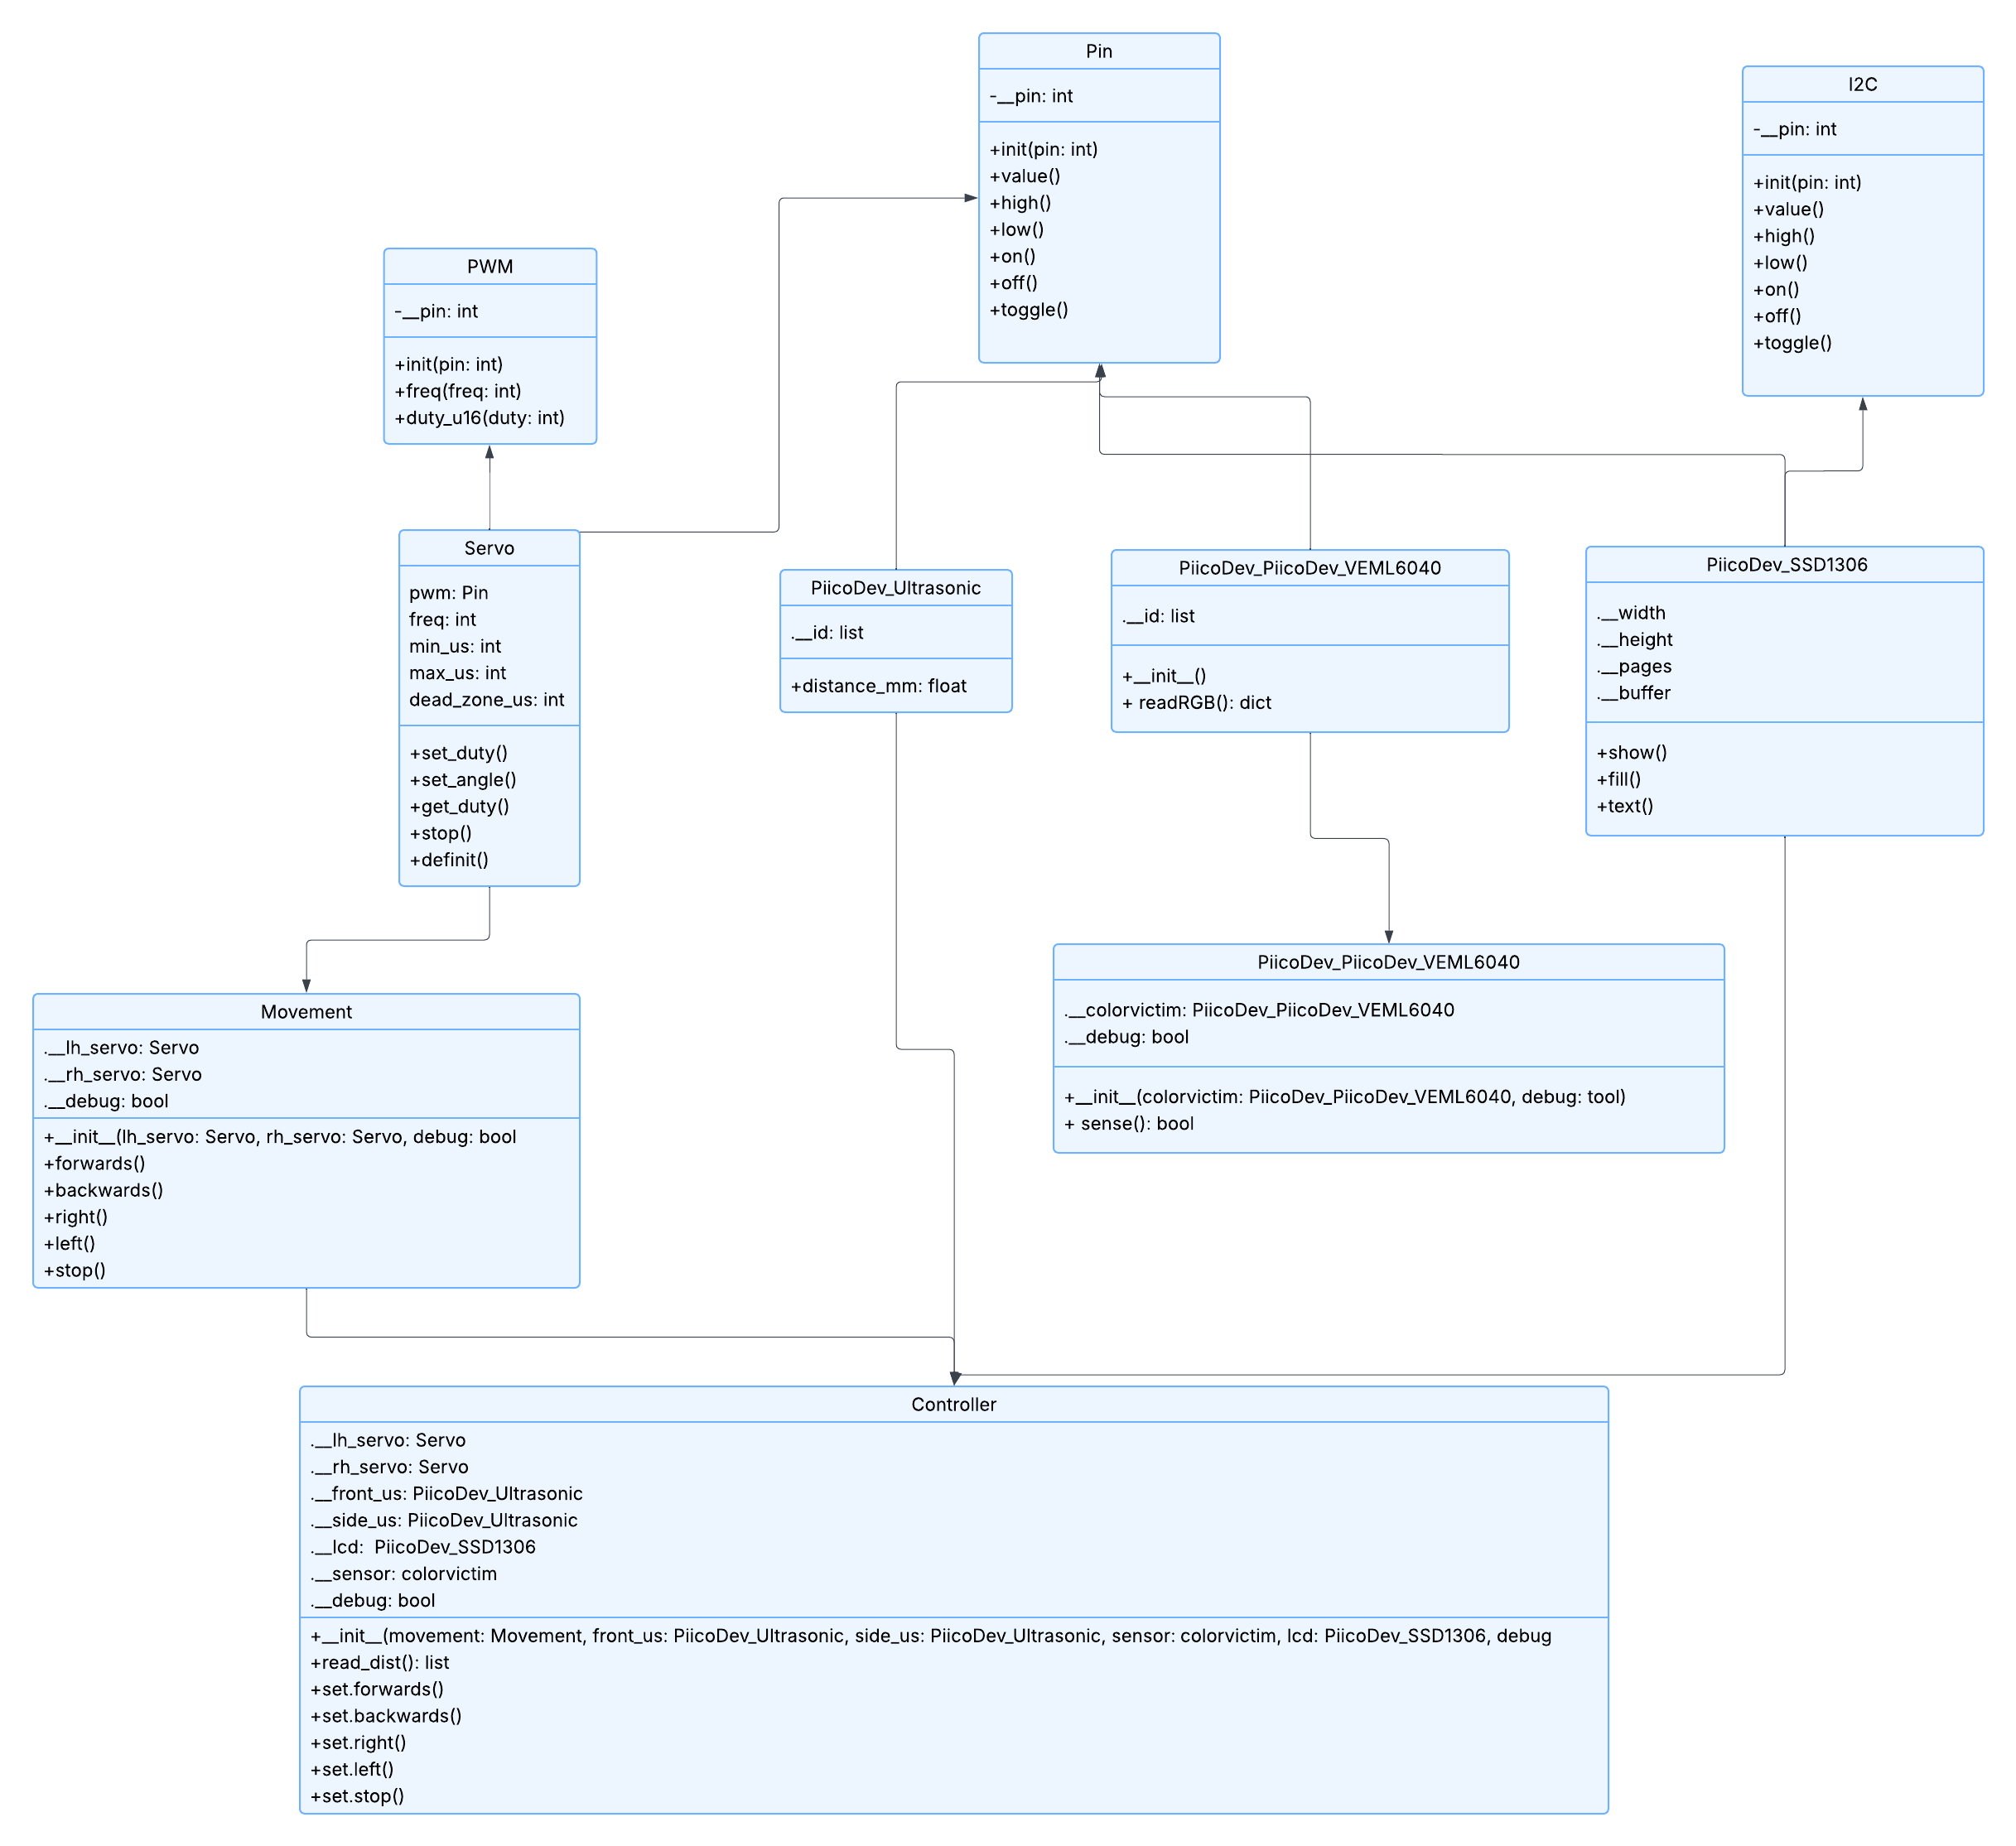 Pin
-__pin: int
+init(pin: int)
+value()
+high()
+low()
+on()
+off()
+toggle()
I2C
-__pin: int
+init(pin: int)
+value()
+high()
+low()
+on()
+off()
+toggle()
PWM
-__pin: int
+init(pin: int)
+freq(freq: int)
+duty_u16(duty: int)
Servo
pwm: Pin
freq: int
min_us: int
max_us: int
dead_zone_us: int
+set_duty()
+set_angle()
+get_duty()
+stop()
+definit()
PiicoDev_Ultrasonic
.__id: list
+distance_mm: float
PiicoDev_PiicoDev_VEML6040
.__id: list
+__init__()
+ readRGB(): dict
PiicoDev_SSD1306
.__width
.__height
.__pages
.__buffer
+show()
+fill()
+text()
PiicoDev_PiicoDev_VEML6040
.__colorvictim: PiicoDev_PiicoDev_VEML6040
.__debug: bool
+__init__(colorvictim: PiicoDev_PiicoDev_VEML6040, debug: tool)
+ sense(): bool
Movement
.__lh_servo: Servo
.__rh_servo: Servo
.__debug: bool
+__init__(lh_servo: Servo, rh_servo: Servo, debug: bool
+forwards()
+backwards()
+right()
+left()
+stop()
Controller
.__lh_servo: Servo
.__rh_servo: Servo
.__front_us: PiicoDev_Ultrasonic
.__side_us: PiicoDev_Ultrasonic
.__lcd:  PiicoDev_SSD1306
.__sensor: colorvictim
.__debug: bool
+__init__(movement: Movement, front_us: PiicoDev_Ultrasonic, side_us: PiicoDev_Ultrasonic, sensor: colorvictim, lcd: PiicoDev_SSD1306, debug
+read_dist(): list
+set.forwards()
+set.backwards()
+set.right()
+set.left()
+set.stop()